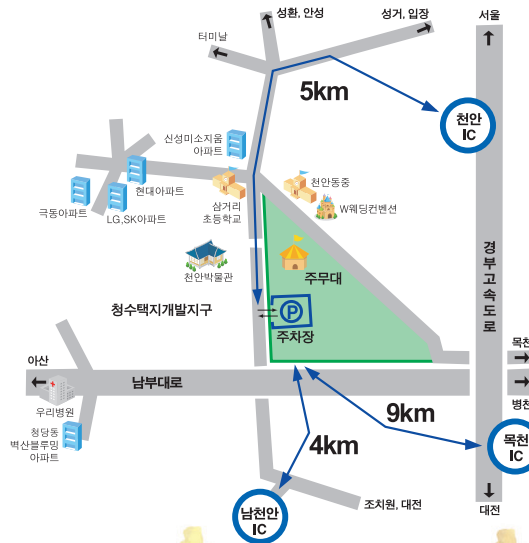 성환, 안성
성거, 입장
서울
터미널
5km
천안
IC
신성미소지움
아파트
현대아파트
극동아파트
LG,SK아파트
삼거리
초등학교
천안동중
W웨딩컨벤션
천안박물관
주무대
경부고속도로
청수택지개발지구
P
주차장
목천
아산
남부대로
병천
우리병원
9km
청당동
벽산블루밍
아파트
4km
목천
IC
남천안
IC
조치원, 대전
대전